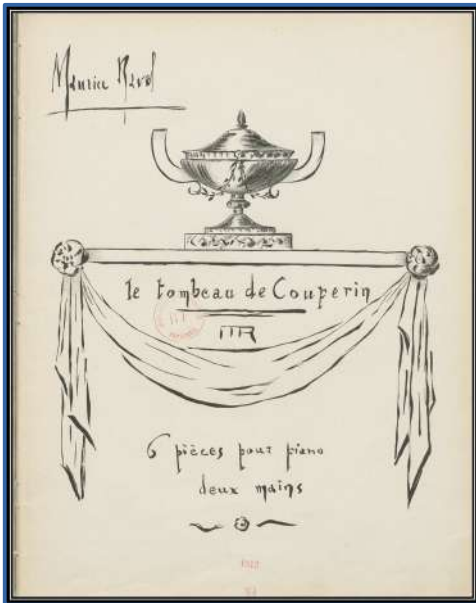 Maurice Ravel
le tombeau de Couperin
MR
6 pièces pour piano
deux mains